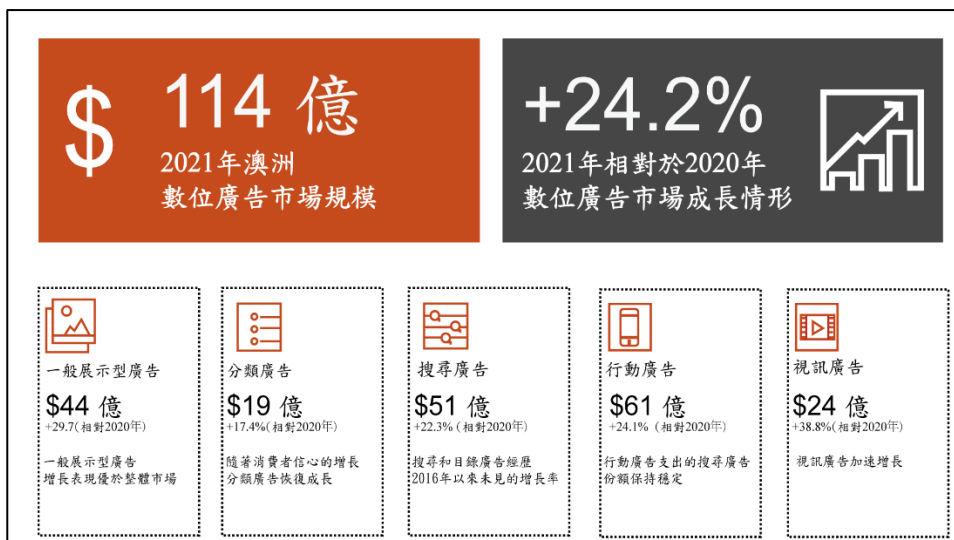 $
114 億
2021年澳洲
數位廣告市場規模
+24.2%
2021年相對於2020年
數位廣告市場成長情形
一般展示型廣告
$44 億
+29.7(相對2020年)
一般展示型廣告
增長表現優於整體市場
分類廣告
$19 億
+17.4%(相對2020年)
隨著消費者信心的增長
分類廣告恢復成長
搜尋廣告
$51 億
+22.3% (相對2020年)
搜尋和目錄廣告經歷
2016年以來未見的增長率
行動廣告
$61 億
+24.1% (相對2020年)
行動廣告支出的搜尋廣告
份額保持穩定
視訊廣告
$24 億
+38.8%(相對2020年)
視訊廣告加速增長